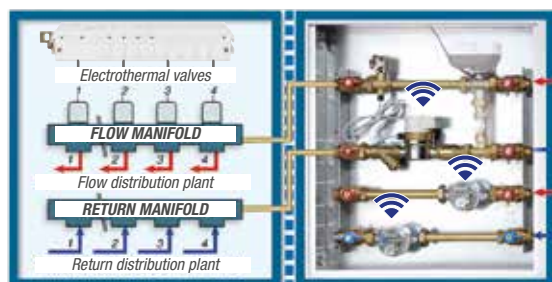 Electrothermal valves
1 2 3 4
FLOW MANIFOLD
1 2 3 4
Flow distribution plant
RETURN MANIFOLD
1 2 3 4
Return distribution plant